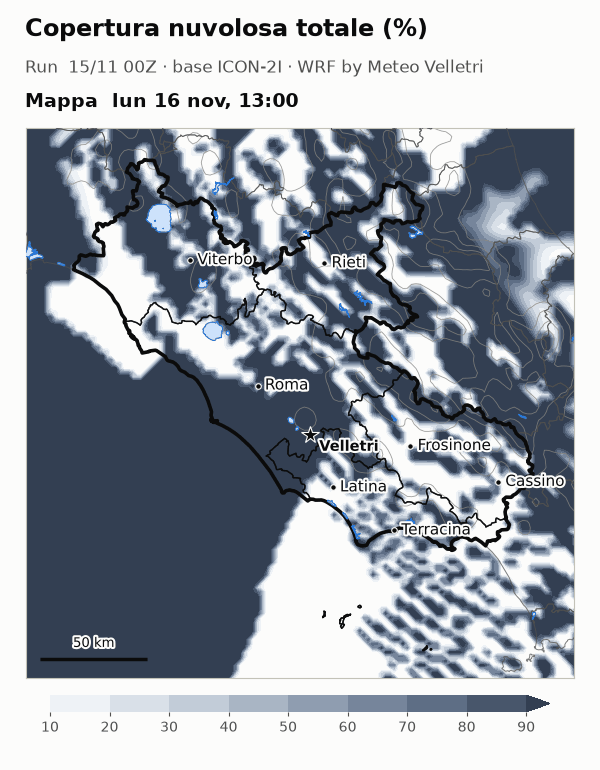 Copertura nuvolosa totale (%)
Run  15/11 00Z · base ICON-2I · WRF by Meteo Velletri
Mappa  lun 16 nov, 13:00
Viterbo
Rieti
Roma
Velletri
Frosinone
Latina
Cassino
Terracina
50 km
10 20 30 40 50 60 70 80 90